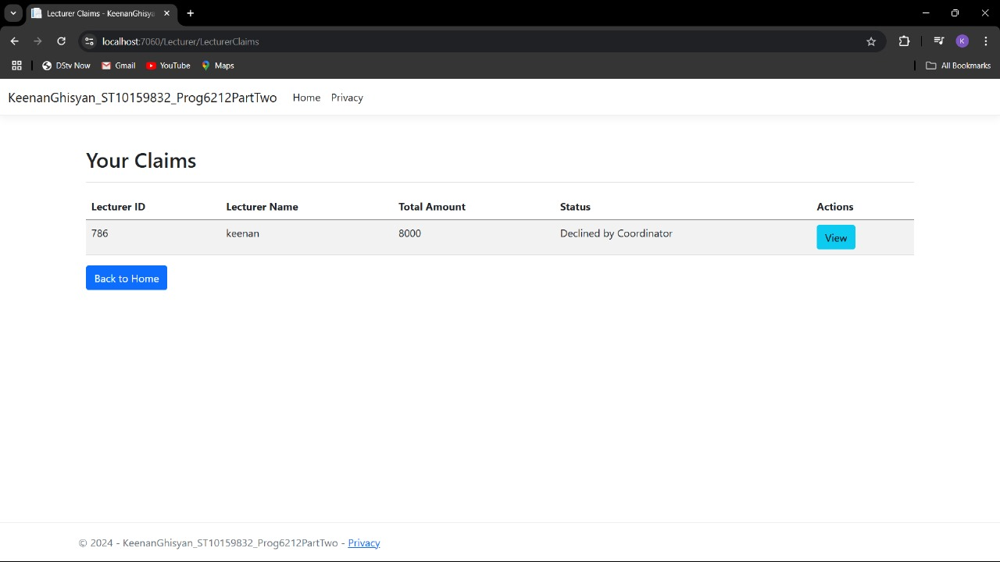 Lecturer Claims - KeenanGhisya
localhost:7060/Lecturer/LecturerClaims
K
DStv Now Gmail YouTube Maps All Bookmarks
KeenanGhisyan_ST10159832_Prog6212PartTwo Home Privacy
Your Claims
Lecturer ID Lecturer Name Total Amount Status Actions
786 keenan 8000 Declined by Coordinator View
Back to Home
© 2024 - KeenanGhisyan_ST10159832_Prog6212PartTwo - Privacy